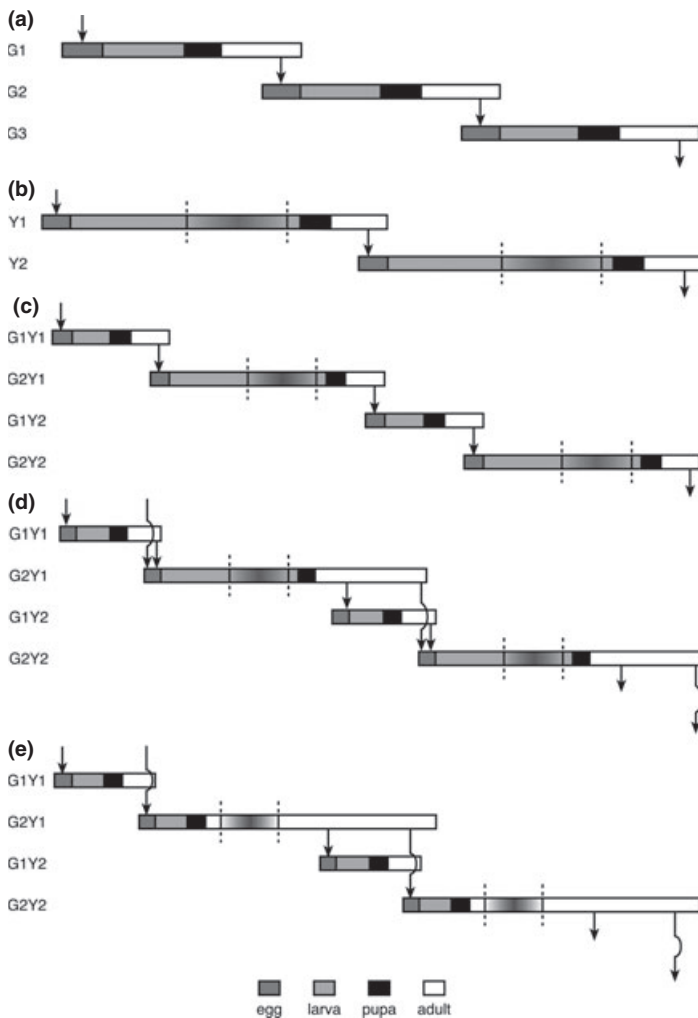 (a)
G1
G2
G3
(b)
Y1
Y2
(c)
G1Y1
G2Y1
G1Y2
G2Y2
(d)
G1Y1
G2Y1
G1Y2
G2Y2
(e)
G1Y1
G2Y1
G1Y2
G2Y2
egg larva pupa adult